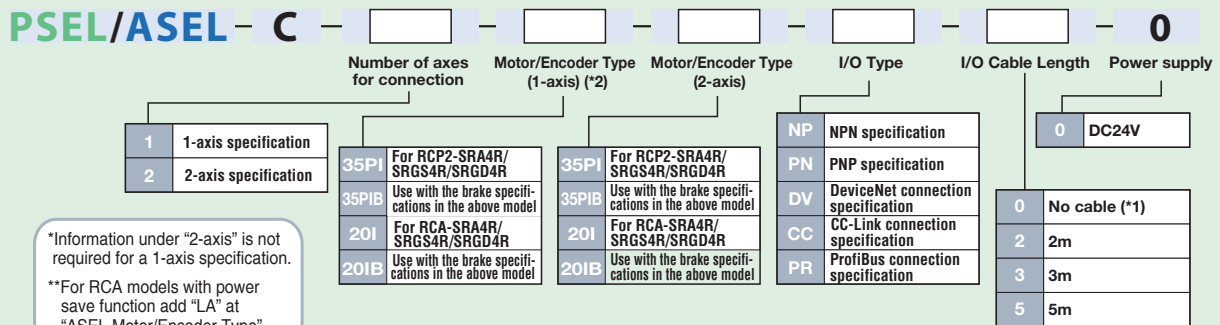 PSEL/ASEL - C - - - - - - 0
Number of axes
for connection
Motor/Encoder Type
(1-axis) (*2)
Motor/Encoder Type
(2-axis)
I/O Type
I/O Cable Length
Power supply
1 1-axis specification
2 2-axis specification
35PI For RCP2-SRA4R/
SRGS4R/SRGD4R
35PIB Use with the brake specifi-
cations in the above model
20I For RCA-SRA4R/
SRGS4R/SRGD4R
20IB Use with the brake specifi-
cations in the above model
35PI For RCP2-SRA4R/
SRGS4R/SRGD4R
35PIB Use with the brake specifi-
cations in the above model
20I For RCA-SRA4R/
SRGS4R/SRGD4R
20IB Use with the brake specifi-
cations in the above model
NP NPN specification
PN PNP specification
DV DeviceNet connection
specification
CC CC-Link connection
specification
PR ProfiBus connection
specification
0 DC24V
0 No cable (*1)
2 2m
3 3m
5 5m
*Information under "2-axis" is not
required for a 1-axis specification.
**For RCA models with power
save function add "LA" at
"ASEL Motor/Encoder Type"